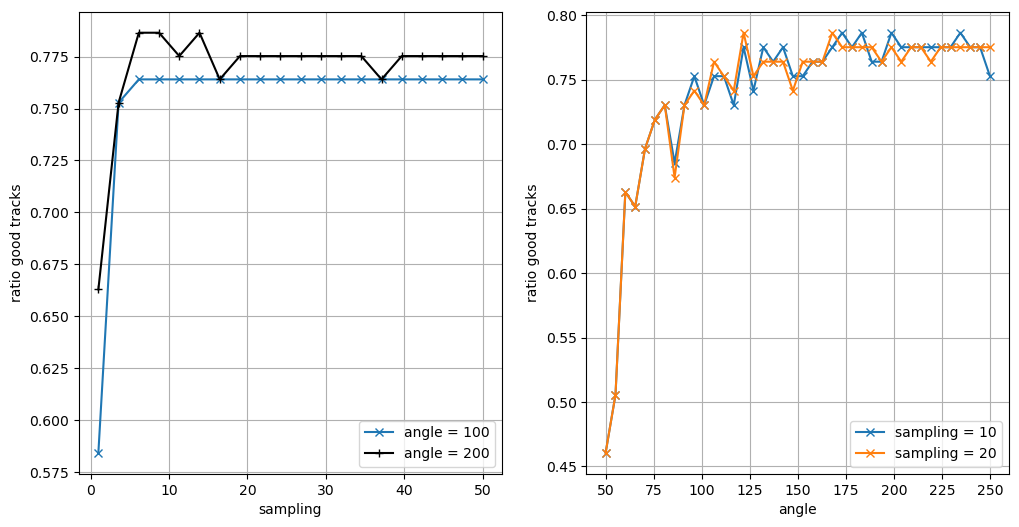 ratio good tracks
0.775
0.750
0.725
0.700
0.675
0.650
0.625
0.600
0.575
0 10 20 30 40 50
sampling
angle = 100
angle = 200
ratio good tracks
0.80
0.75
0.70
0.65
0.60
0.55
0.50
0.45
50 75 100 125 150 175 200 225 250
angle
sampling = 10
sampling = 20